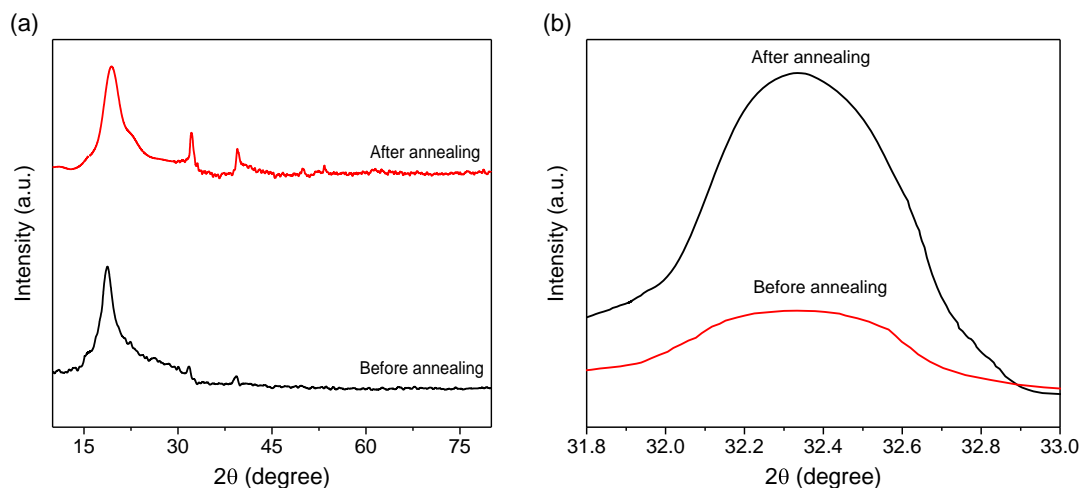 (a)
Intensity (a.u.)
After annealing
Before annealing
15 30 45 60 75
2θ (degree)
(b)
Intensity (a.u.)
After annealing
Before annealing
31.8 32.0 32.2 32.4 32.6 32.8 33.0
2θ (degree)